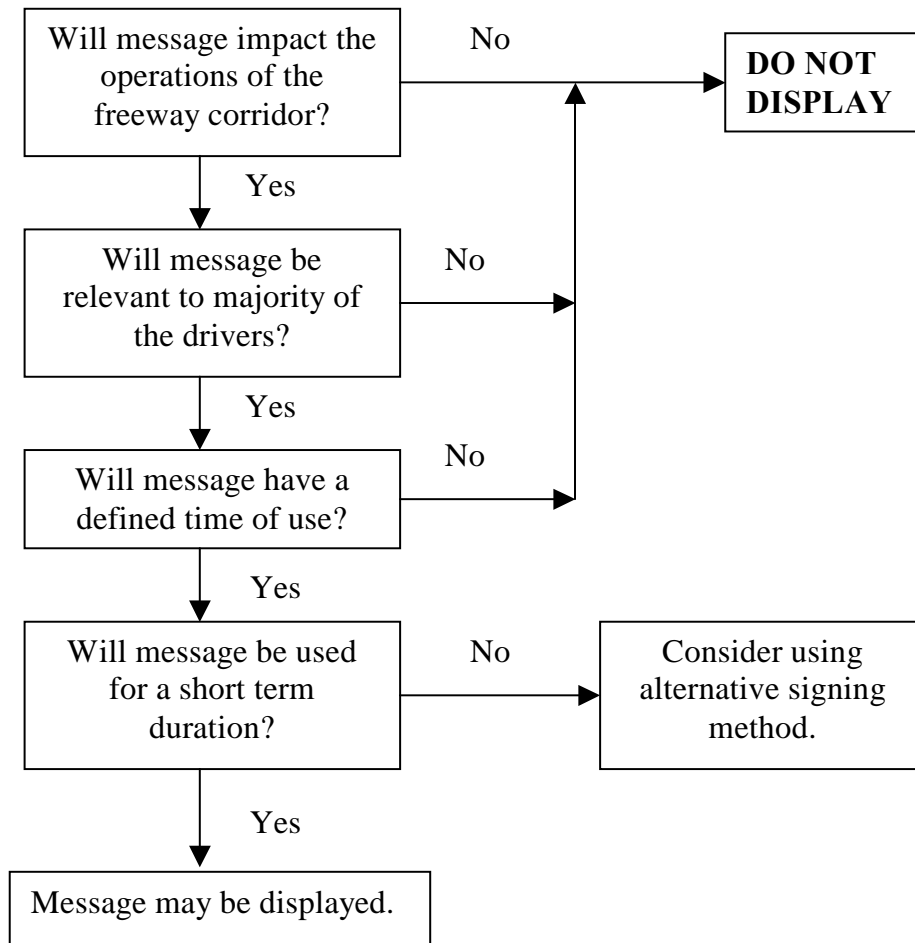 Will message impact the
operations of the
freeway corridor?
No
DO NOT
DISPLAY
Yes
Will message be
relevant to majority of
the drivers?
No
Yes
Will message have a
defined time of use?
No
Yes
Will message be used
for a short term
duration?
No
Consider using
alternative signing
method.
Yes
Message may be displayed.